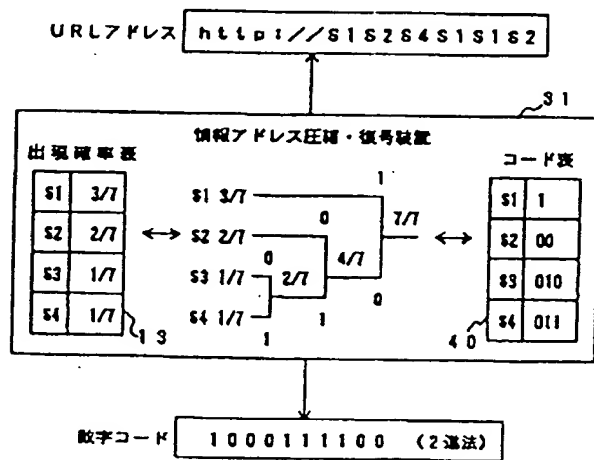 URLアドレス http://S1S2S4S1S1S2
31
情報アドレス圧縮・復号装置
出現確率表
S1 3/7
S2 2/7
S3 1/7
S4 1/7
13
S1 3/7
S2 2/7
S3 1/7
S4 1/7
1
0
0
7/7
4/7
2/7
0
1
1
コード表
S1 1
S2 00
S3 010
S4 011
40
数字コード 1000111100 (2進法)